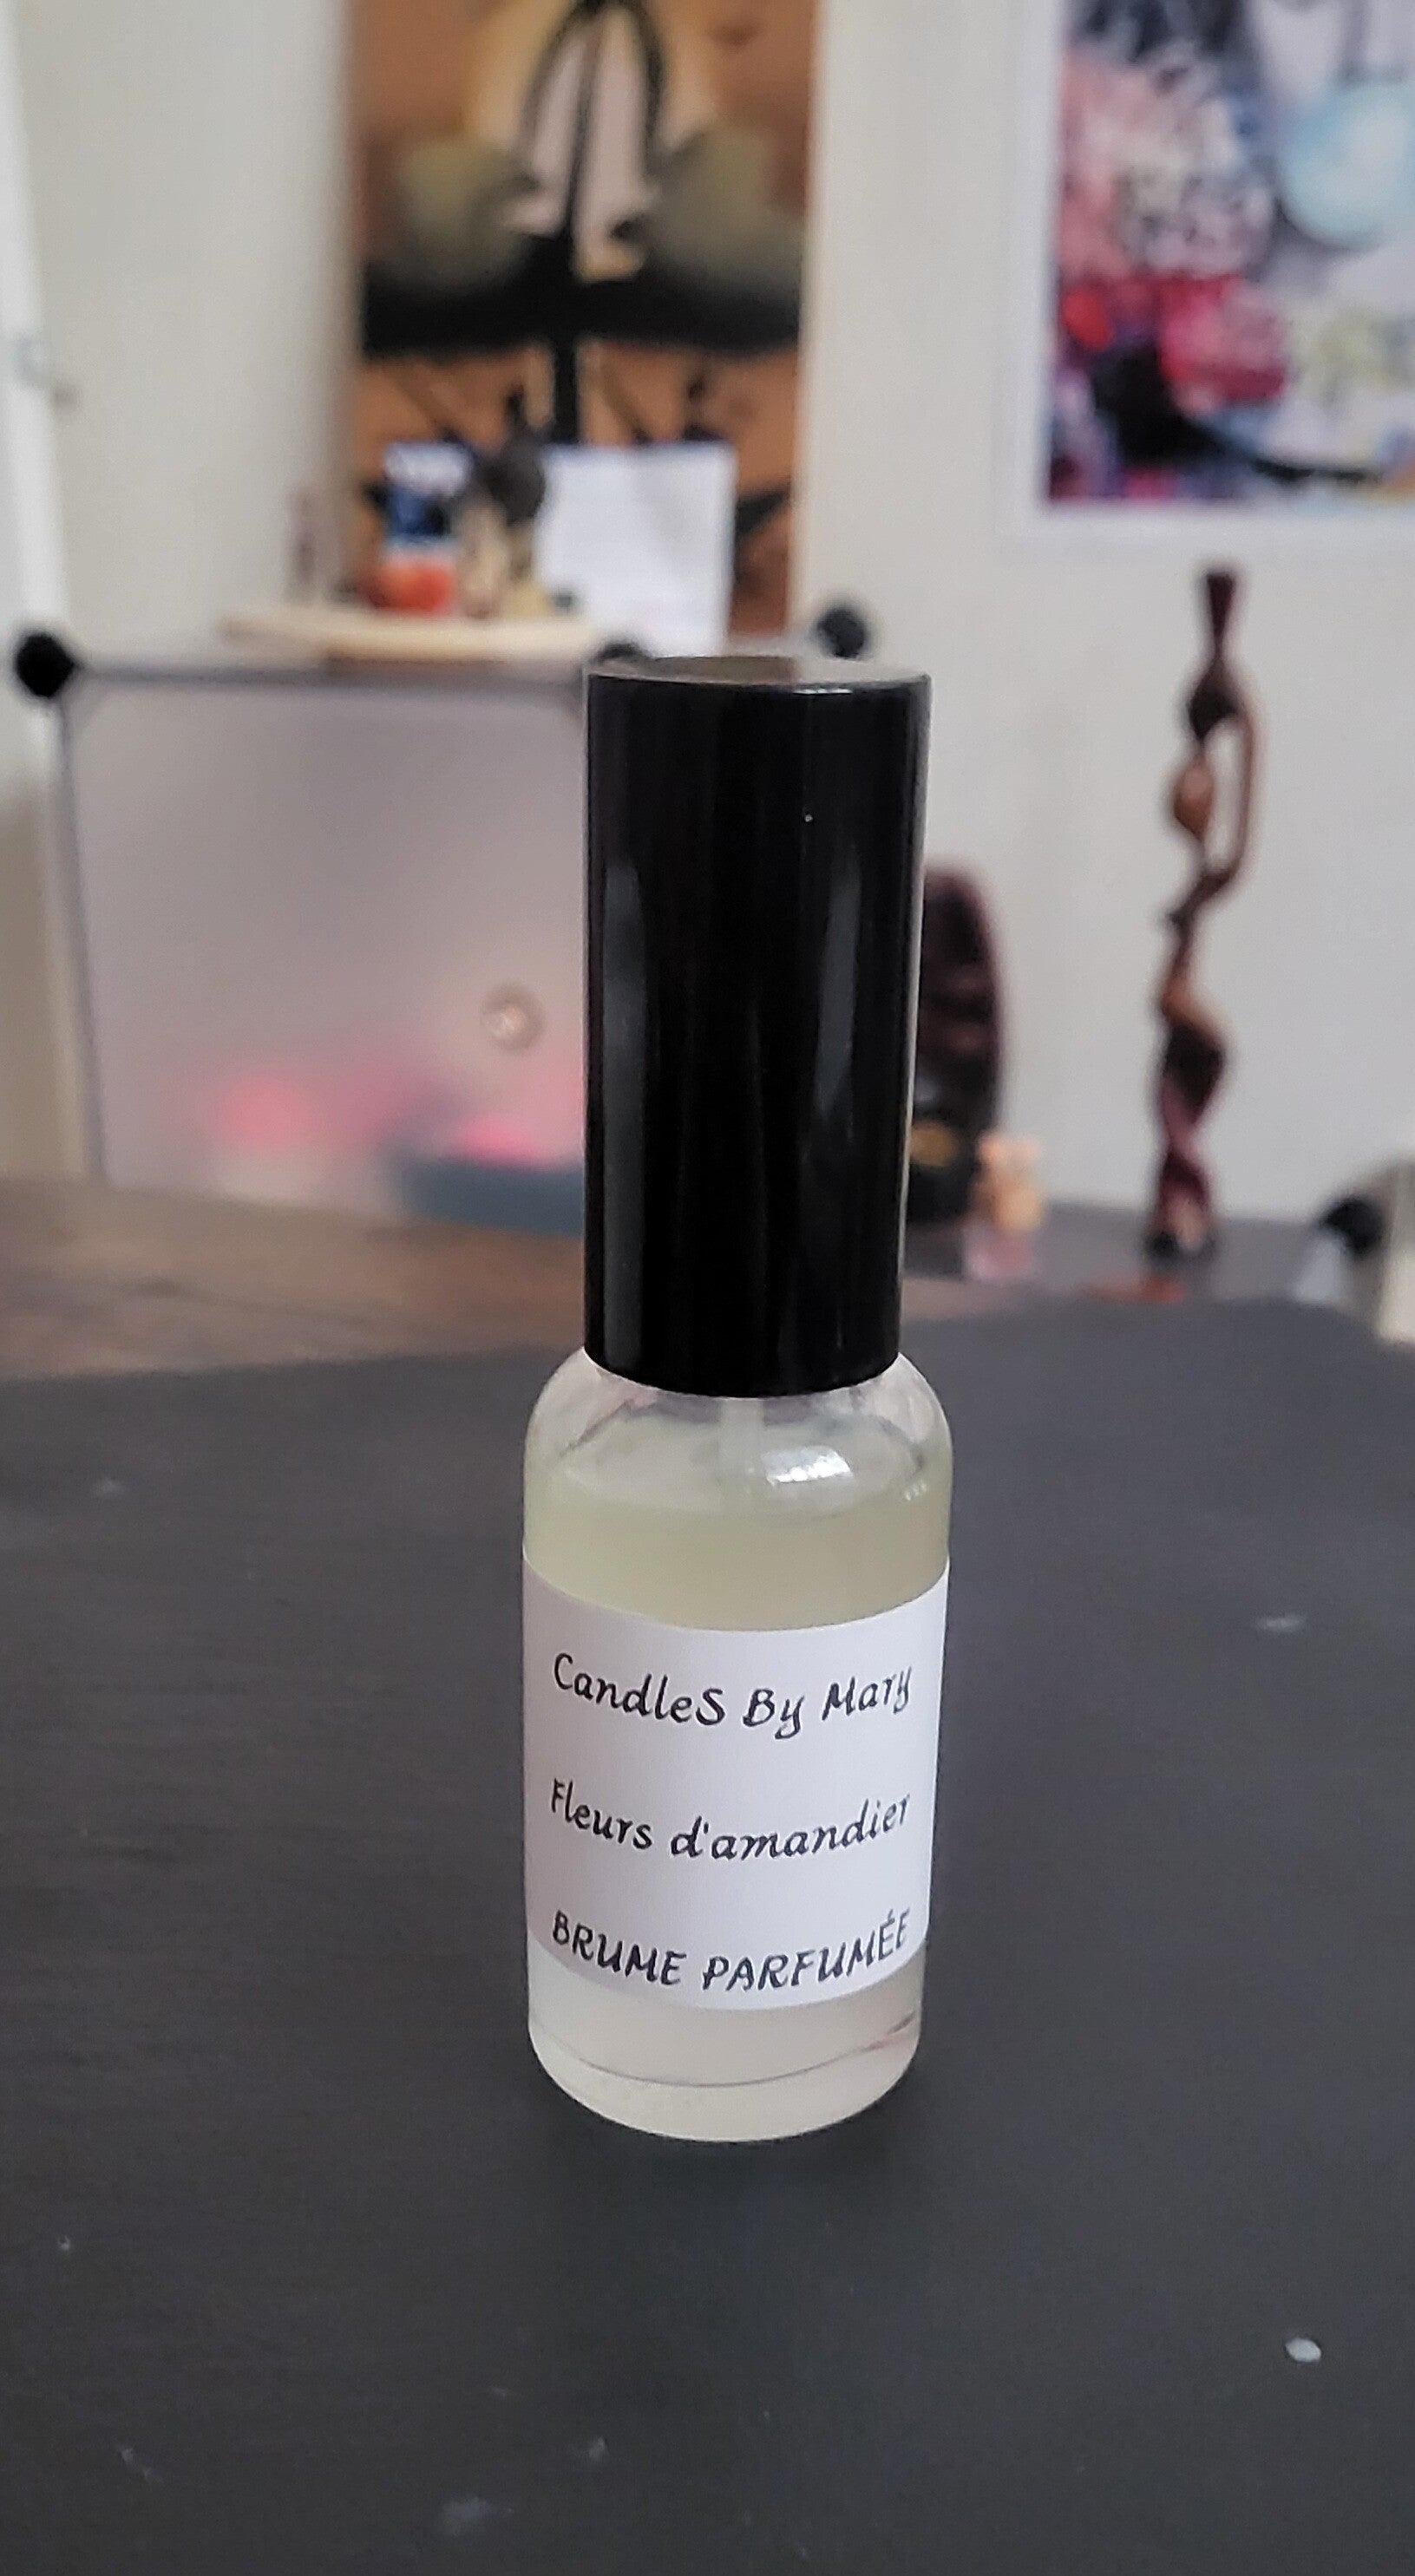 CandleS By Mary
Fleurs d'amandier
BRUME PARFUMÉE